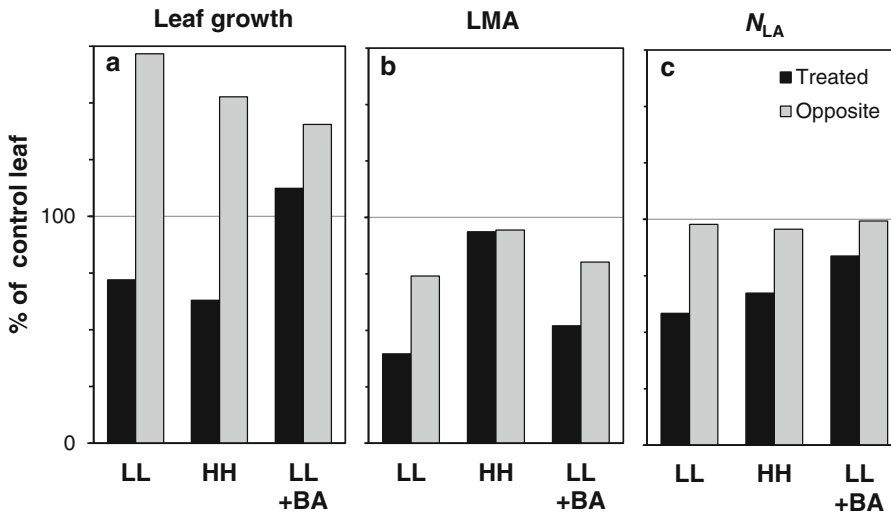 Leaf growth
LMA
N_LA
a
b
c
Treated
Opposite
% of control leaf
100
0
LL
HH
LL
+BA
LL
HH
LL
+BA
LL
HH
LL
+BA